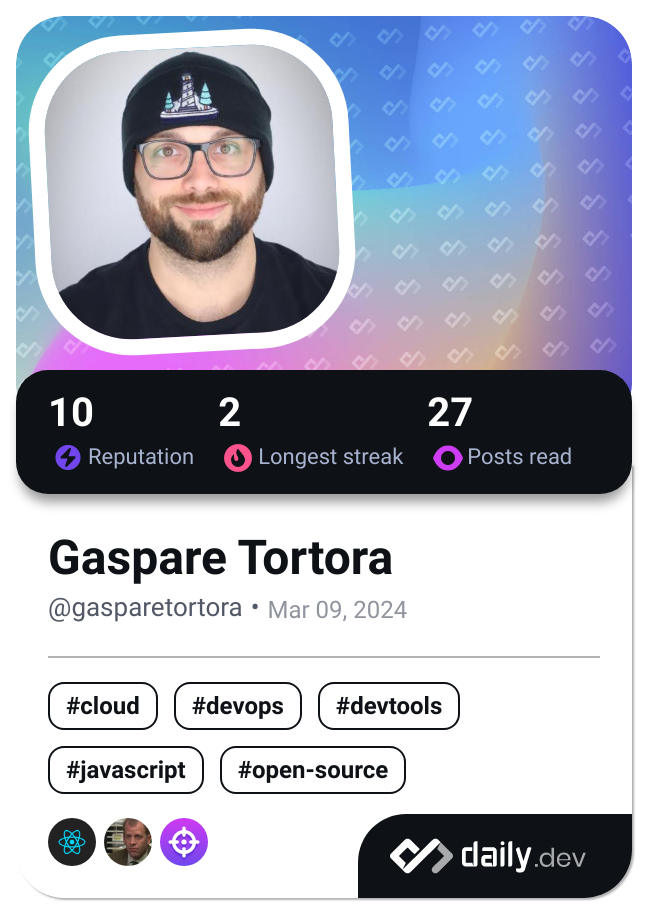 10 2 27
Reputation Longest streak Posts read
Gaspare Tortora
@gasparetortora • Mar 09, 2024
#cloud #devops #devtools
#javascript #open-source
daily.dev